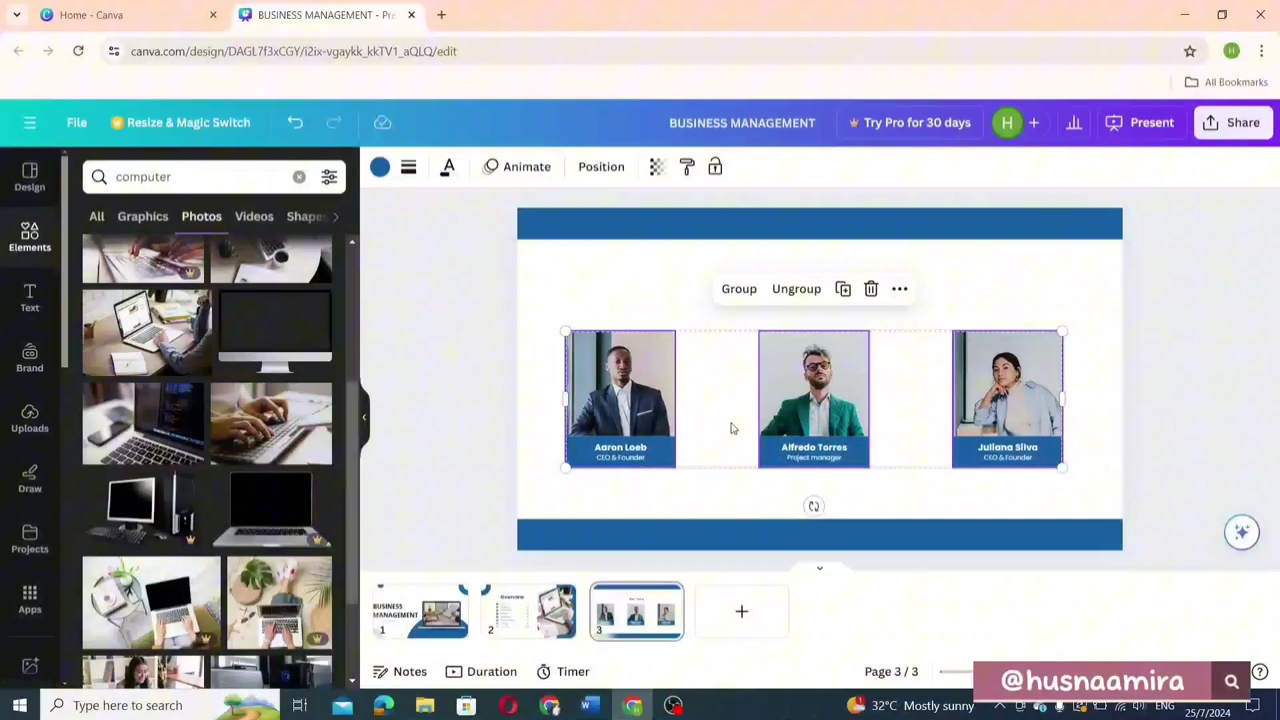 Home - Canva
BUSINESS MANAGEMENT - Pre
canva.com/design/DAGL7f3xCGY/i2ix-vgaykk_kkTV1_aQLQ/edit
H
All Bookmarks
File
Resize & Magic Switch
BUSINESS MANAGEMENT
Try Pro for 30 days
H
Present
Share
Design
Elements
Text
Brand
Uploads
Draw
Projects
Apps
computer
All
Graphics
Photos
Videos
Shapes
Animate
Position
Group
Ungroup
Aaron Loeb
CEO & Founder
Alfredo Torres
Project manager
Juliana Silva
CEO & Founder
BUSINESS
MANAGEMENT
1
Overview
2
3
Notes
Duration
Timer
Page 3 / 3
@husnaamira
Type here to search
32°C Mostly sunny
25/7/2024